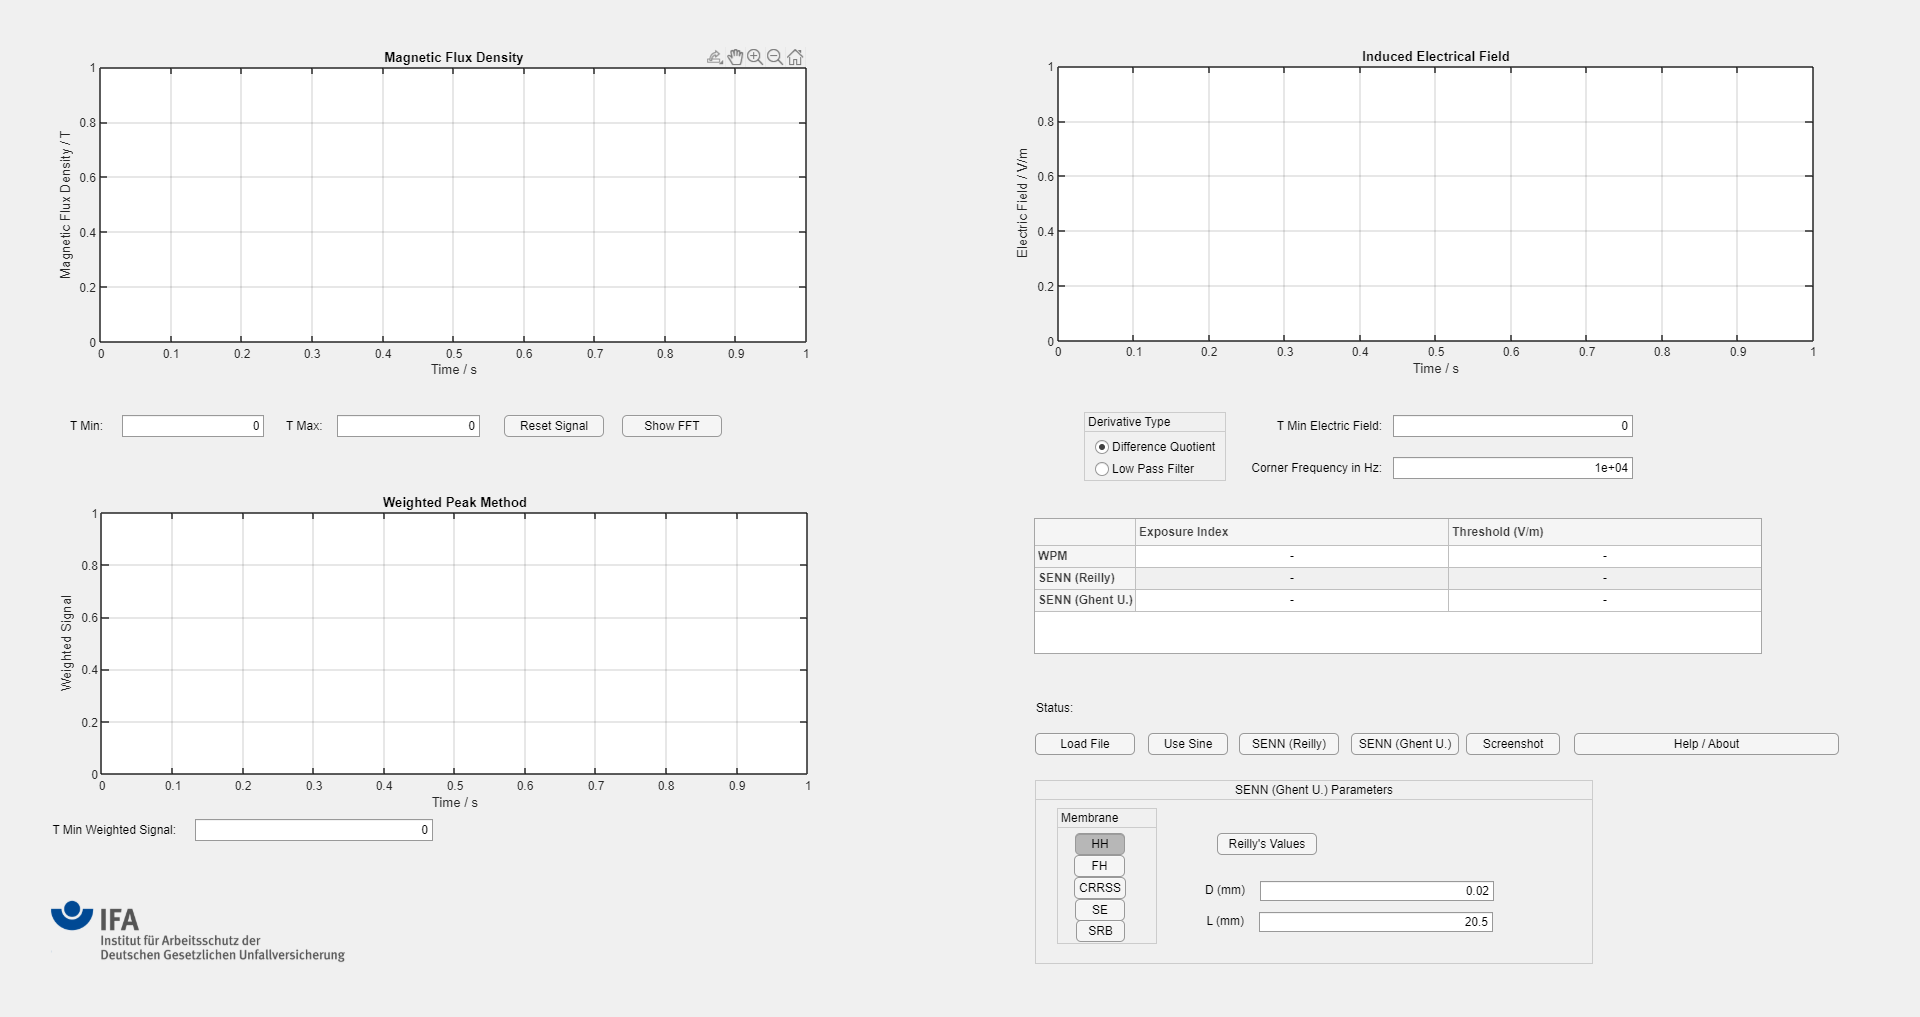 Magnetic Flux Density
1
0.8
0.6
0.4
0.2
0
Magnetic Flux Density / T
0 0.1 0.2 0.3 0.4 0.5 0.6 0.7 0.8 0.9 1
Time / s
T Min: 0 T Max: 0 Reset Signal Show FFT
Weighted Peak Method
1
0.8
0.6
0.4
0.2
0
Weighted Signal
0 0.1 0.2 0.3 0.4 0.5 0.6 0.7 0.8 0.9 1
Time / s
T Min Weighted Signal: 0
IFA
Institut für Arbeitsschutz der
Deutschen Gesetzlichen Unfallversicherung
Induced Electrical Field
1
0.8
0.6
0.4
0.2
0
Electric Field / V/m
0 0.1 0.2 0.3 0.4 0.5 0.6 0.7 0.8 0.9 1
Time / s
Derivative Type
Difference Quotient
Low Pass Filter
T Min Electric Field: 0
Corner Frequency in Hz: 1e+04
Exposure Index Threshold (V/m)
WPM - -
SENN (Reilly) - -
SENN (Ghent U.) - -
Status:
Load File Use Sine SENN (Reilly) SENN (Ghent U.) Screenshot Help / About
SENN (Ghent U.) Parameters
Membrane
HH
FH
CRRSS
SE
SRB
Reilly's Values
D (mm) 0.02
L (mm) 20.5